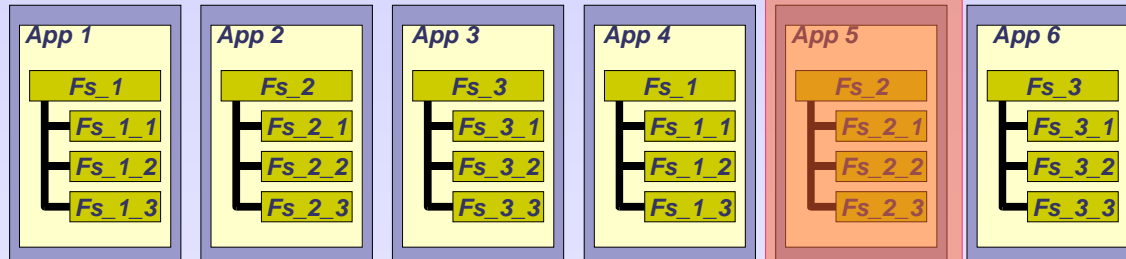 App 1
Fs_1
Fs_1_1
Fs_1_2
Fs_1_3
App 2
Fs_2
Fs_2_1
Fs_2_2
Fs_2_3
App 3
Fs_3
Fs_3_1
Fs_3_2
Fs_3_3
App 4
Fs_1
Fs_1_1
Fs_1_2
Fs_1_3
App 5
Fs_2
Fs_2_1
Fs_2_2
Fs_2_3
App 6
Fs_3
Fs_3_1
Fs_3_2
Fs_3_3